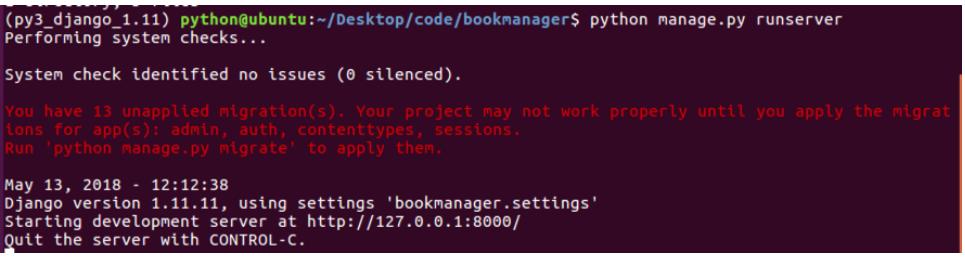 (py3_django_1.11) python@ubuntu:~/Desktop/code/bookmanager$ python manage.py runserver
Performing system checks...
System check identified no issues (0 silenced).
You have 13 unapplied migration(s). Your project may not work properly until you apply the migrat
ions for app(s): admin, auth, contenttypes, sessions.
Run 'python manage.py migrate' to apply them.
May 13, 2018 - 12:12:38
Django version 1.11.11, using settings 'bookmanager.settings'
Starting development server at http://127.0.0.1:8000/
Quit the server with CONTROL-C.